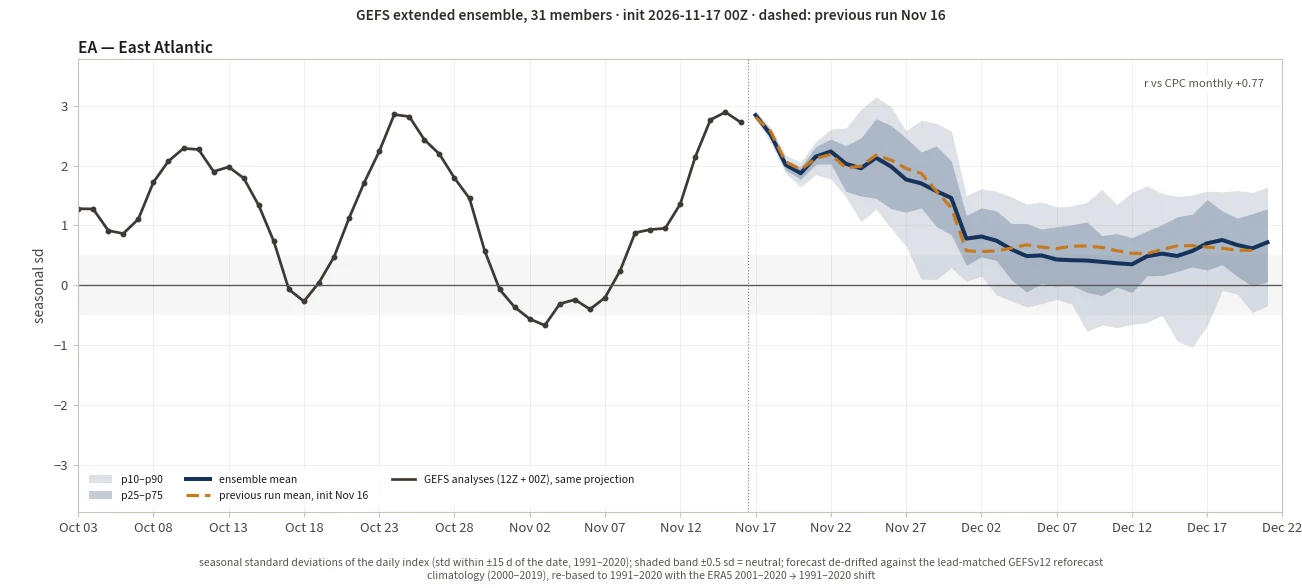 GEFS extended ensemble, 31 members · init 2026-11-17 00Z · dashed: previous run Nov 16
EA — East Atlantic
r vs CPC monthly +0.77
seasonal sd
3
2
1
0
−1
−2
−3
p10–p90
ensemble mean
GEFS analyses (12Z + 00Z), same projection
p25–p75
previous run mean, init Nov 16
Oct 03
Oct 08
Oct 13
Oct 18
Oct 23
Oct 28
Nov 02
Nov 07
Nov 12
Nov 17
Nov 22
Nov 27
Dec 02
Dec 07
Dec 12
Dec 17
Dec 22
seasonal standard deviations of the daily index (std within ±15 d of the date, 1991–2020); shaded band ±0.5 sd = neutral; forecast de-drifted against the lead-matched GEFSv12 reforecast
climatology (2000–2019), re-based to 1991–2020 with the ERA5 2001–2020 → 1991–2020 shift